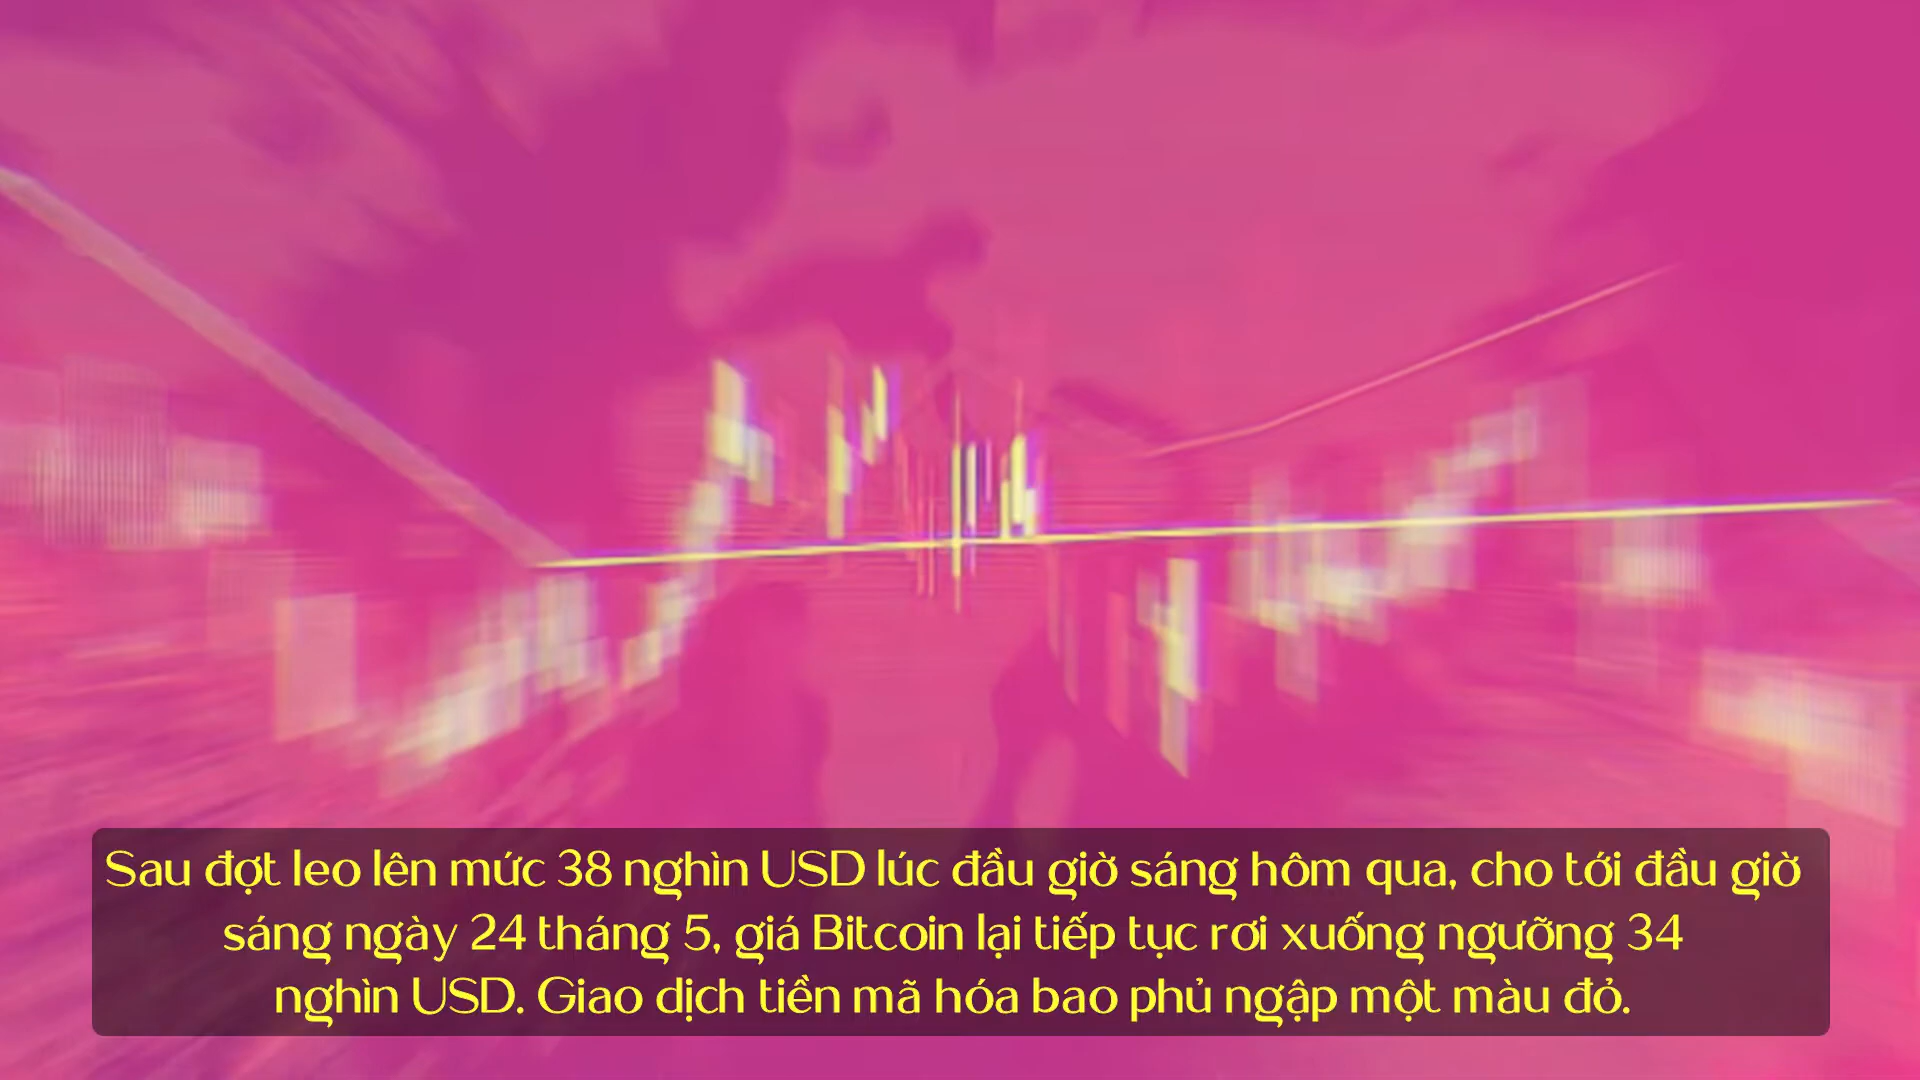 Sau đợt leo lên mức 38 nghìn USD lúc đầu giờ sáng hôm qua, cho tới đầu giờ
sáng ngày 24 tháng 5, giá Bitcoin lại tiếp tục rơi xuống ngưỡng 34
nghìn USD. Giao dịch tiền mã hóa bao phủ ngập một màu đỏ.